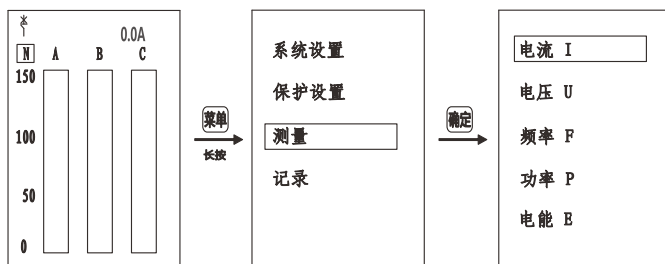 0.0A
N A B C
150
100
50
0
菜单
长按
系统设置
保护设置
测量
记录
确定
电流 I
电压 U
频率 F
功率 P
电能 E